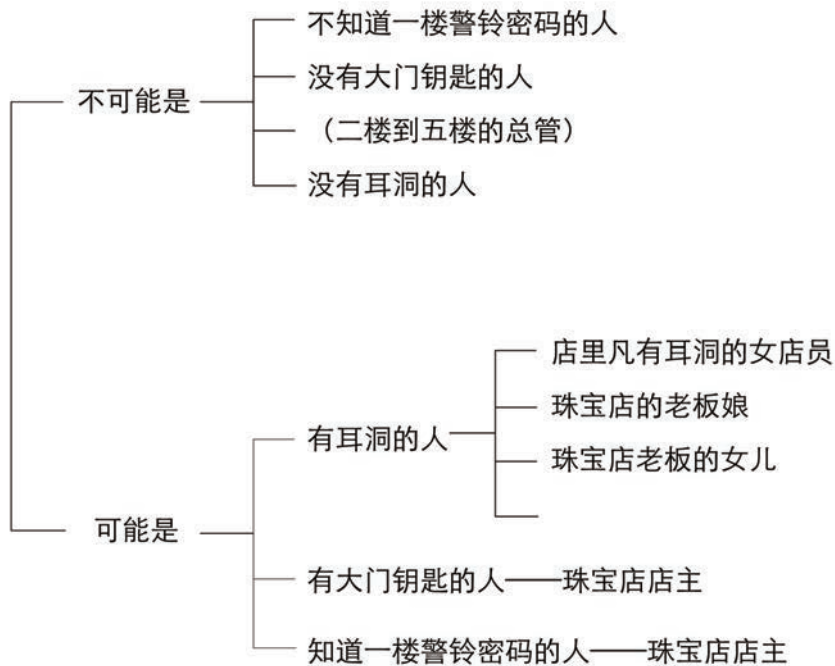 不知道一楼警铃密码的人
没有大门钥匙的人
不可能是
（二楼到五楼的总管）
没有耳洞的人
店里凡有耳洞的女店员
珠宝店的老板娘
有耳洞的人
珠宝店老板的女儿
可能是
有大门钥匙的人——珠宝店店主
知道一楼警铃密码的人——珠宝店店主